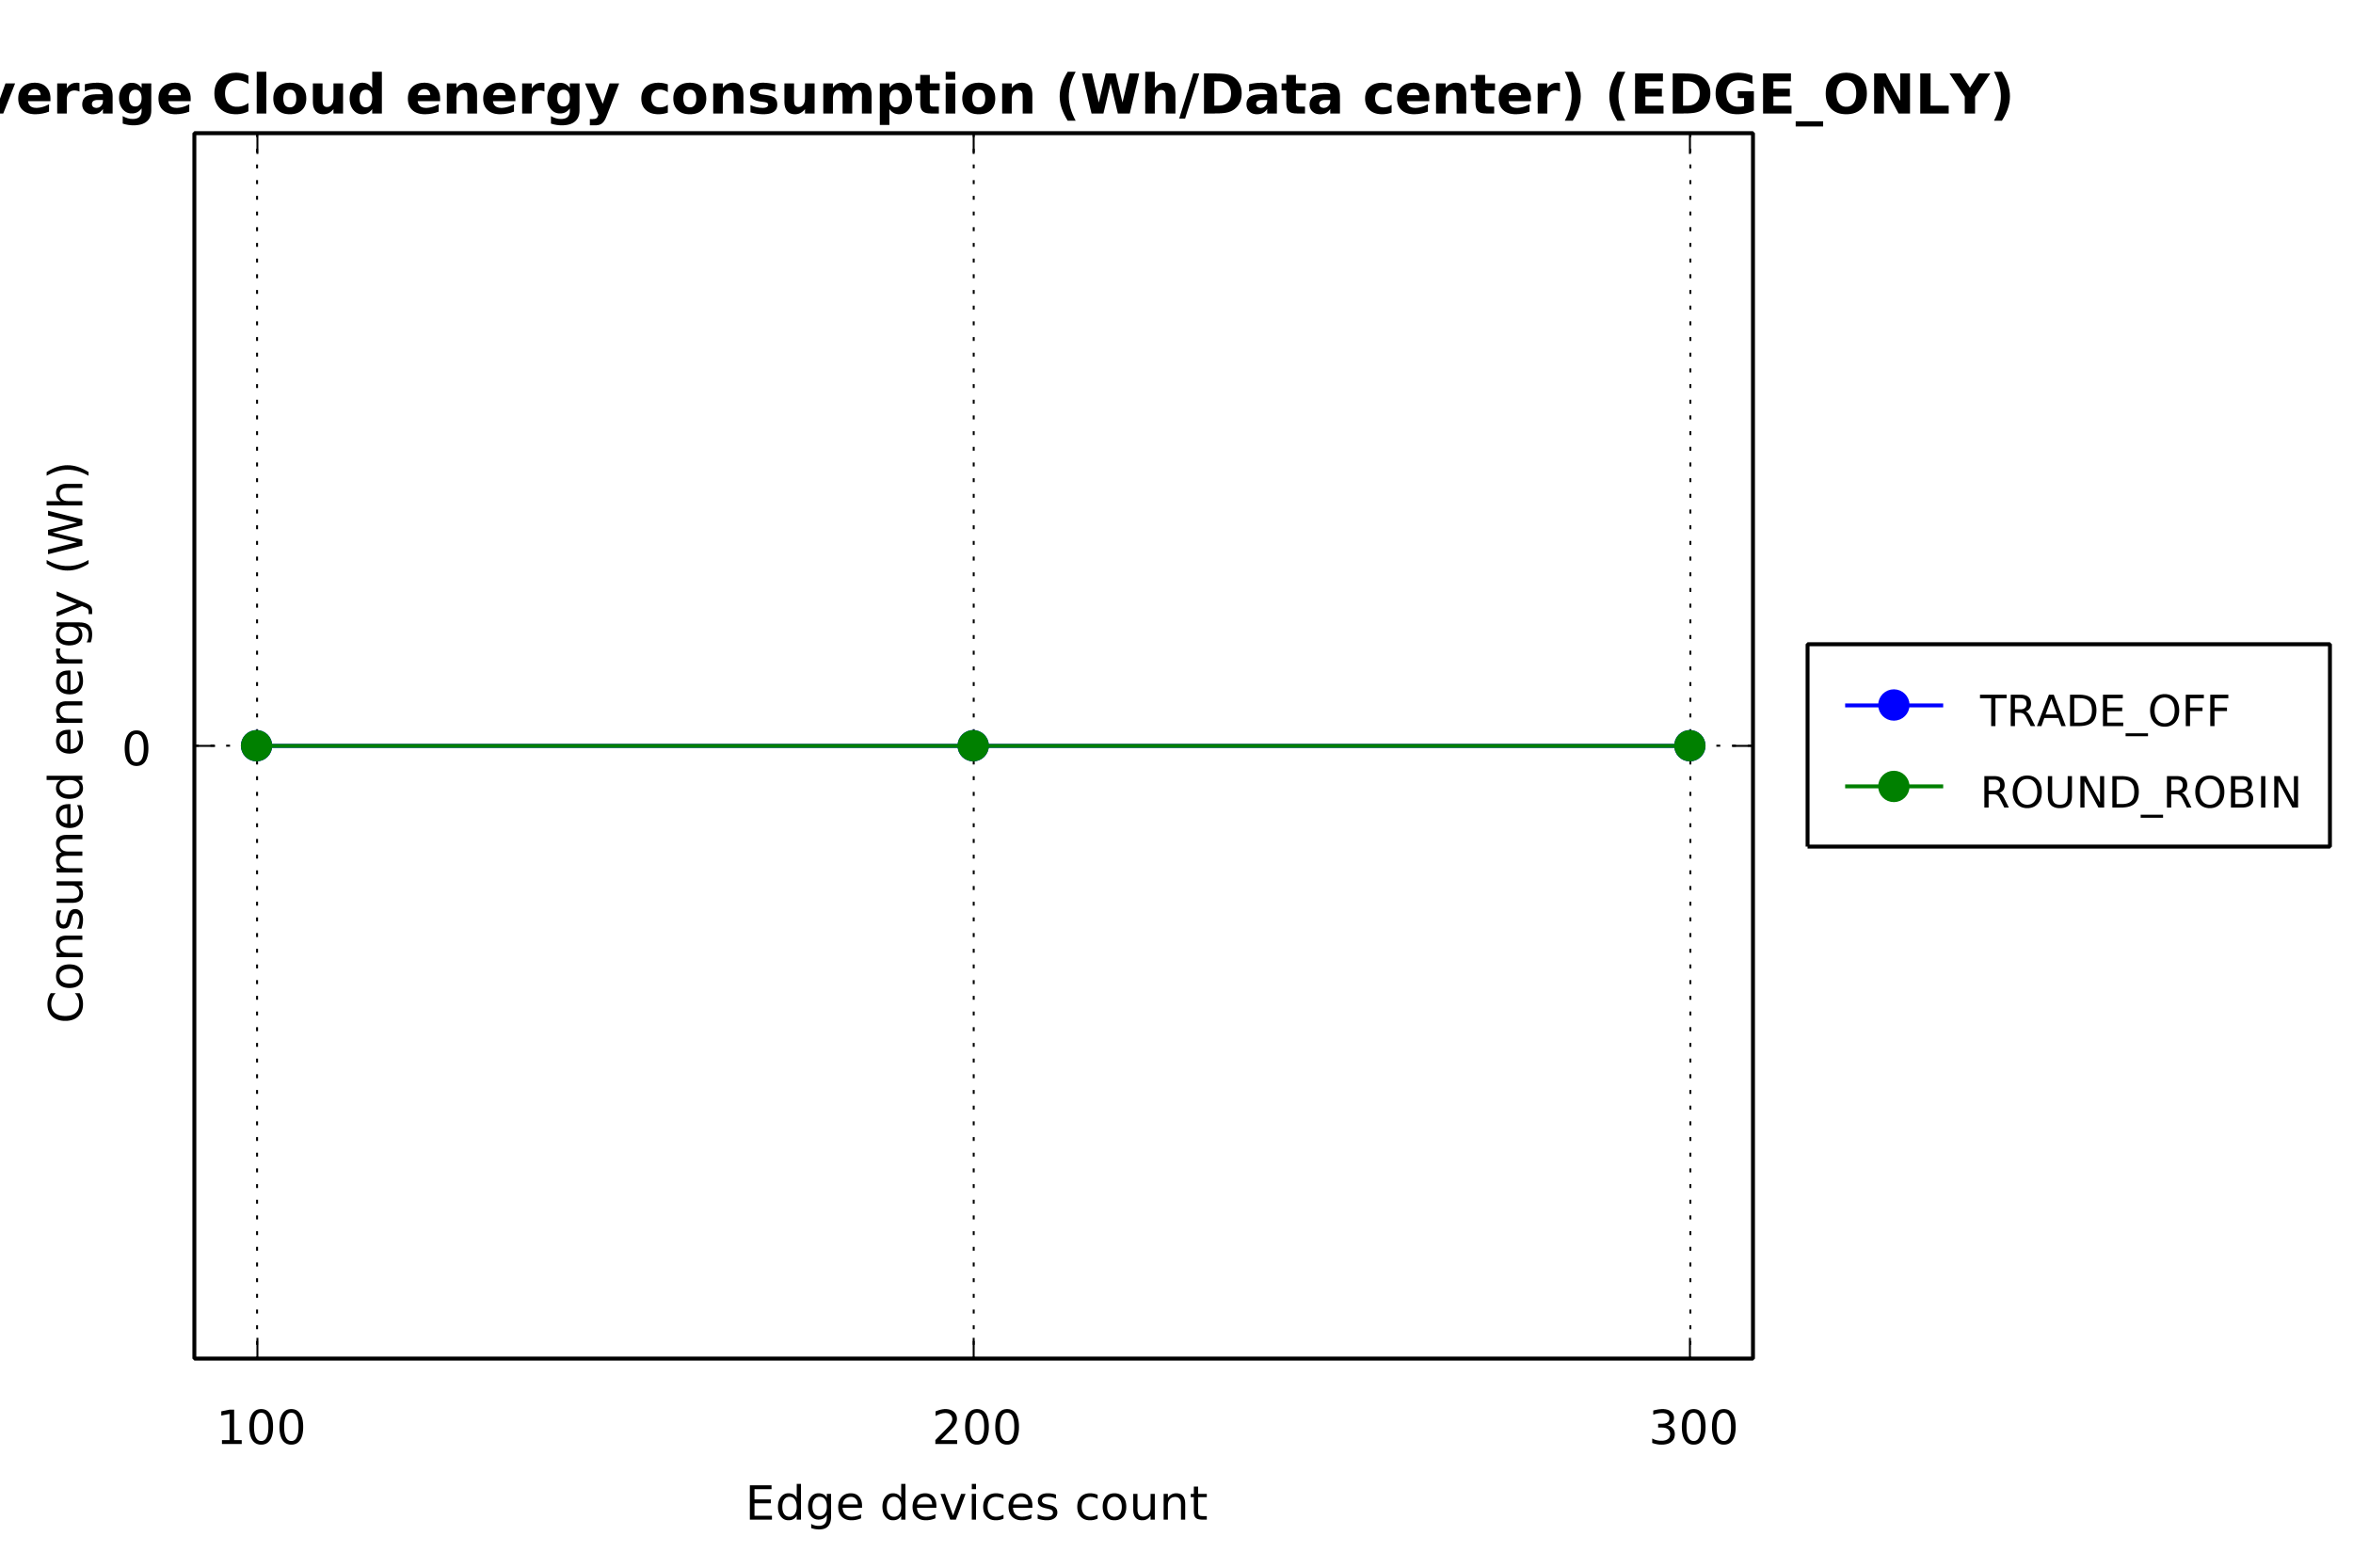 verage Cloud energy consumption (Wh/Data center) (EDGE_ONLY)
Consumed energy (Wh)
0
TRADE_OFF
ROUND_ROBIN
100 200 300
Edge devices count